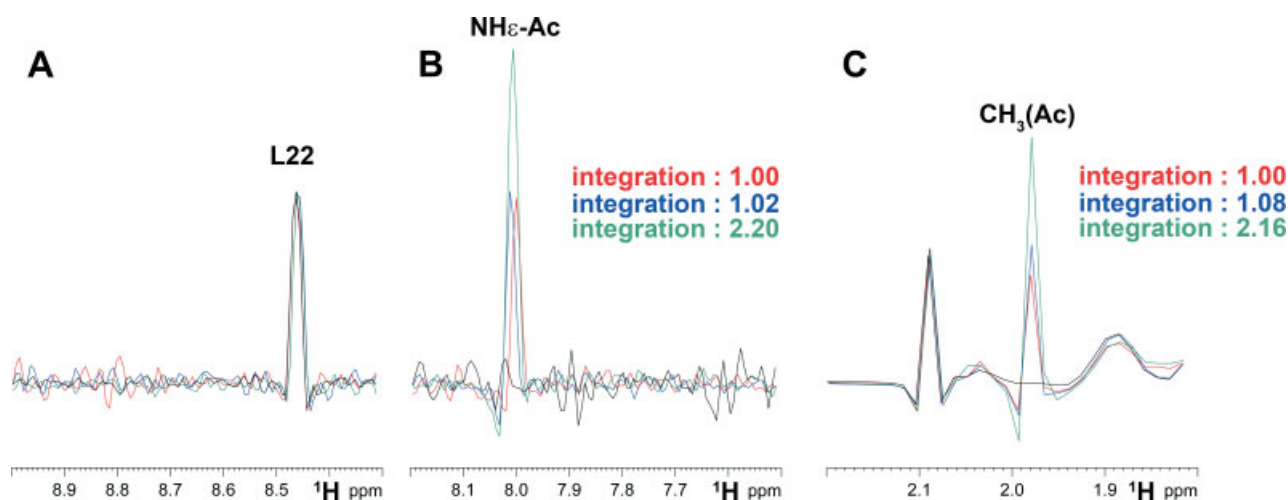 A
L22
8.9 8.8 8.7 8.6 8.5 ¹H ppm
B
NHε-Ac
integration : 1.00
integration : 1.02
integration : 2.20
8.1 8.0 7.9 7.8 7.7 ¹H ppm
C
CH₃(Ac)
integration : 1.00
integration : 1.08
integration : 2.16
2.1 2.0 1.9 ¹H ppm